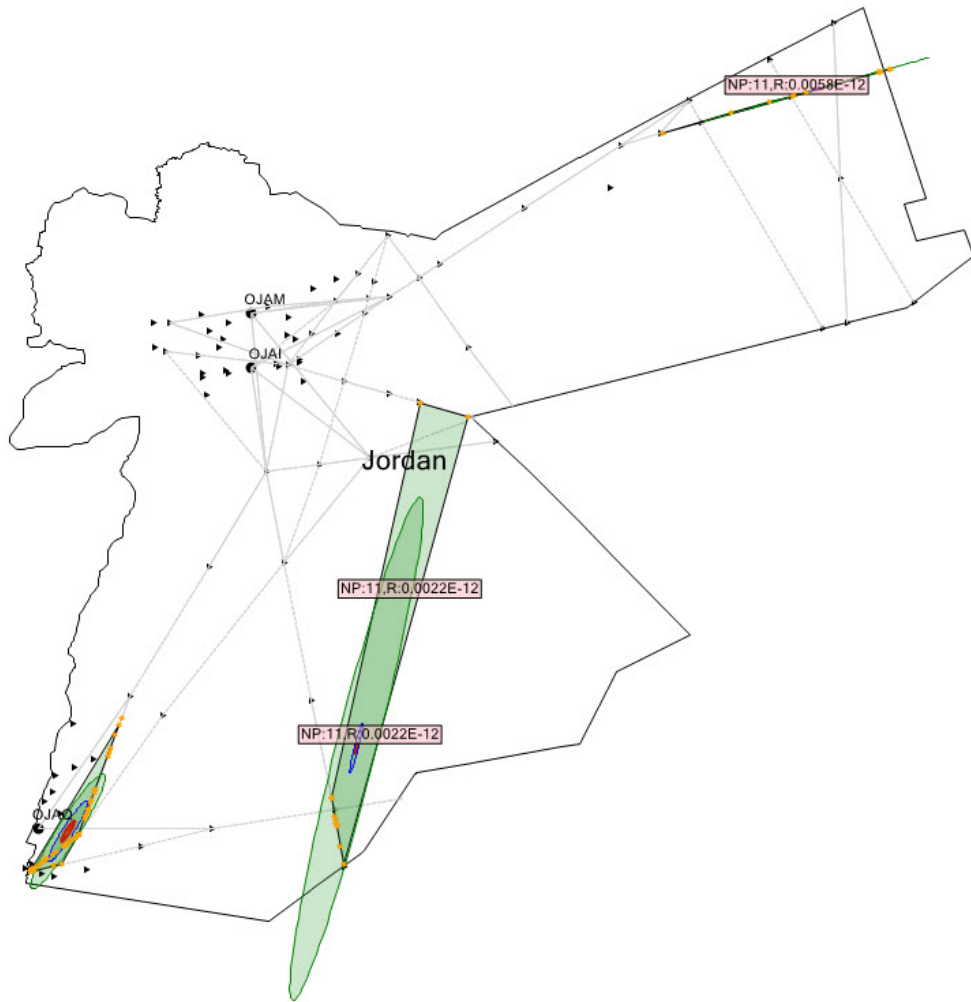 NP:11,R:0.0058E-12
OJAM
OJAI
Jordan
NP:11,R:0.0022E-12
NP:11,R:0.0022E-12
OJAQ